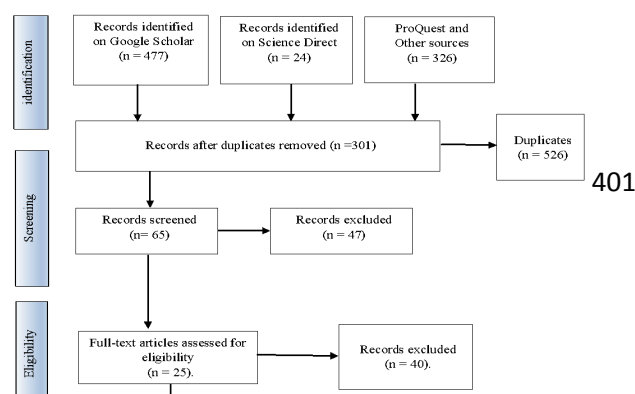 identification
Records identified
on Google Scholar
(n = 477)
Records identified
on Science Direct
(n = 24)
ProQuest and
Other sources
(n = 326)
Records after duplicates removed (n =301)
Duplicates
(n = 526)
401
Screening
Records screened
(n= 65)
Records excluded
(n = 47)
Eligibility
Full-text articles assessed for
eligibility
(n = 25).
Records excluded
(n = 40).